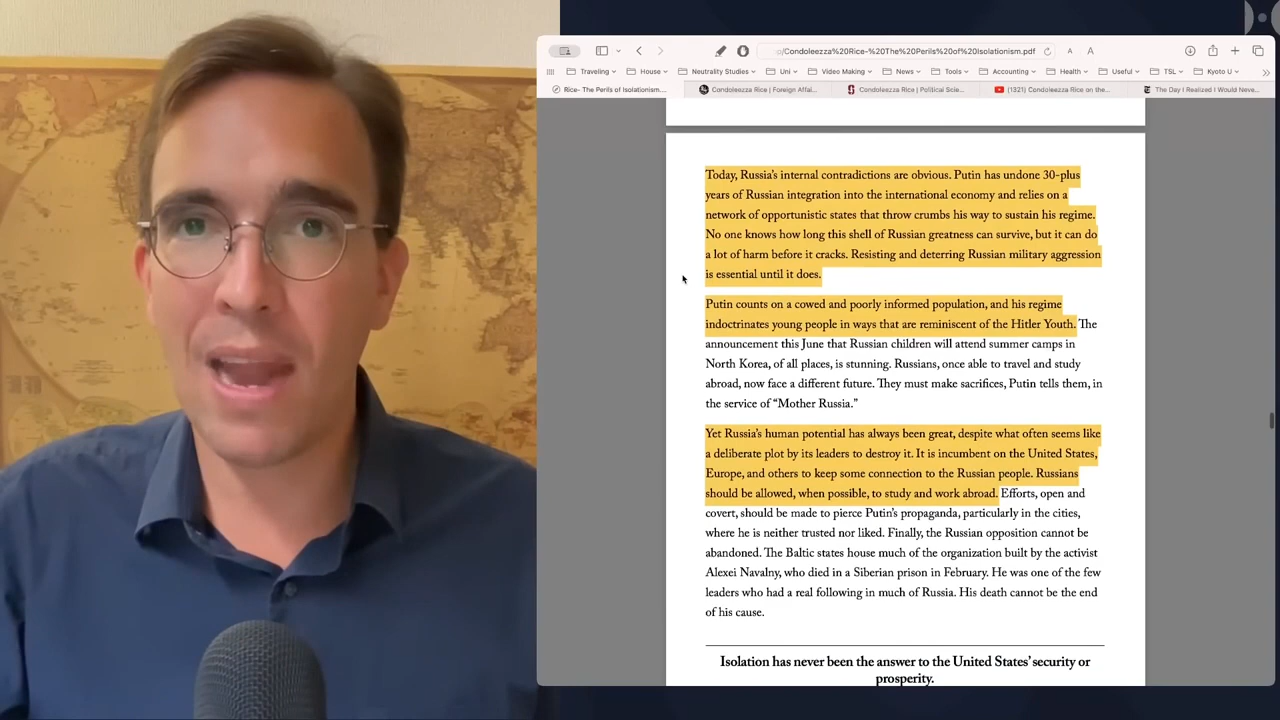 p/Condoleezza%20Rice-%20The%20Perils%20of%20Isolationism.pdf
A A
Traveling House Neutrality Studies Uni Video Making News Tools Accounting Health Useful TSL Kyoto U
Rice- The Perils of Isolationism... Condoleezza Rice | Foreign Affai... Condoleezza Rice | Political Scie... (1321) Condoleezza Rice on the... The Day I Realized I Would Neve...
Today, Russia's internal contradictions are obvious. Putin has undone 30-plus
years of Russian integration into the international economy and relies on a
network of opportunistic states that throw crumbs his way to sustain his regime.
No one knows how long this shell of Russian greatness can survive, but it can do
a lot of harm before it cracks. Resisting and deterring Russian military aggression
is essential until it does.
Putin counts on a cowed and poorly informed population, and his regime
indoctrinates young people in ways that are reminiscent of the Hitler Youth. The
announcement this June that Russian children will attend summer camps in
North Korea, of all places, is stunning. Russians, once able to travel and study
abroad, now face a different future. They must make sacrifices, Putin tells them, in
the service of “Mother Russia.”
Yet Russia's human potential has always been great, despite what often seems like
a deliberate plot by its leaders to destroy it. It is incumbent on the United States,
Europe, and others to keep some connection to the Russian people. Russians
should be allowed, when possible, to study and work abroad. Efforts, open and
covert, should be made to pierce Putin's propaganda, particularly in the cities,
where he is neither trusted nor liked. Finally, the Russian opposition cannot be
abandoned. The Baltic states house much of the organization built by the activist
Alexei Navalny, who died in a Siberian prison in February. He was one of the few
leaders who had a real following in much of Russia. His death cannot be the end
of his cause.
Isolation has never been the answer to the United States' security or
prosperity.